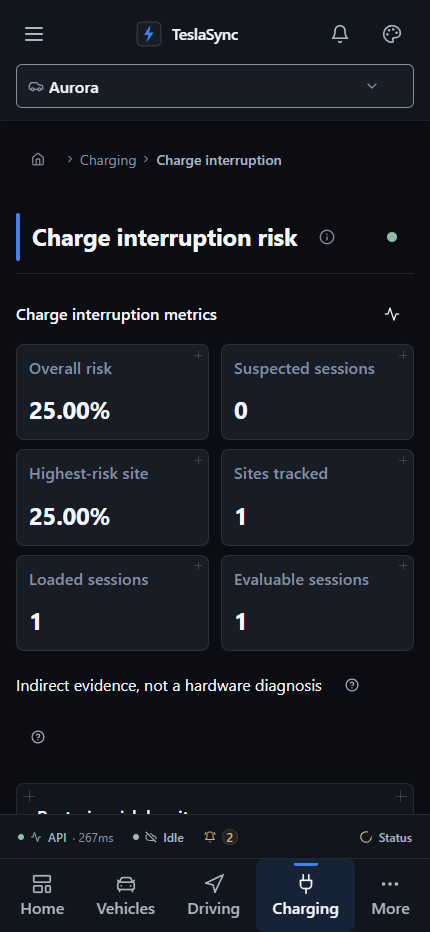 TeslaSync
Aurora
Charging
Charge interruption
Charge interruption risk
Charge interruption metrics
Overall risk
25.00%
Suspected sessions
0
Highest-risk site
25.00%
Sites tracked
1
Loaded sessions
1
Evaluable sessions
1
Indirect evidence, not a hardware diagnosis
API · 267ms
Idle
2
Status
Home
Vehicles
Driving
Charging
More